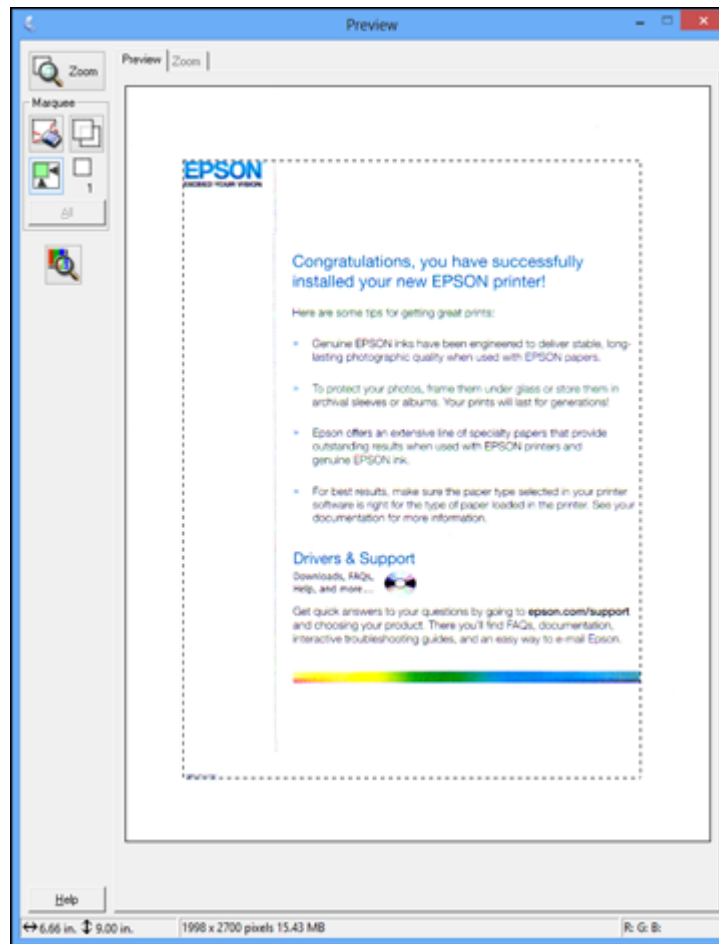 Preview
Zoom
Preview Zoom
Marquee
1
All
EPSON
EXCEED YOUR VISION
Congratulations, you have successfully
installed your new EPSON printer!
Here are some tips for getting great prints:
Genuine EPSON inks have been engineered to deliver stable, long-
lasting photographic quality when used with EPSON papers.
To protect your photos, frame them under glass or store them in
archival sleeves or albums. Your prints will last for generations!
Epson offers an extensive line of specialty papers that provide
outstanding results when used with EPSON printers and
genuine EPSON ink.
For best results, make sure the paper type selected in your printer
software is right for the type of paper loaded in the printer. See your
documentation for more information.
Drivers & Support
Downloads, FAQs,
Help, and more ...
Get quick answers to your questions by going to epson.com/support
and choosing your product. There you'll find FAQs, documentation,
interactive troubleshooting guides, and an easy way to e-mail Epson.
Help
6.66 in. 9.00 in. 1998 x 2700 pixels 15.43 MB R: G: B: